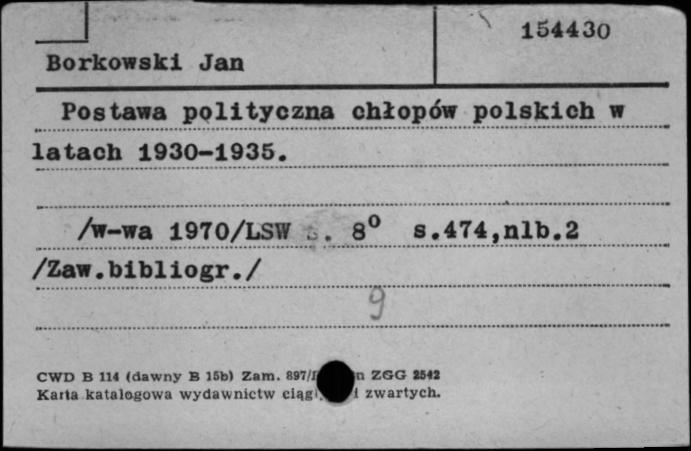 154430
Borkowski Jan
Postawa polityczna chłopów polskich w
latach 1930-1935.
/W-wa 1970/LSW . 8⁰ s.474,nlb.2
/Zaw.bibliogr./
9
CWD B 114 (dawny B 15b) Zam. 897/ ZGG 2542
Karta katalogowa wydawnictw i zwartych.